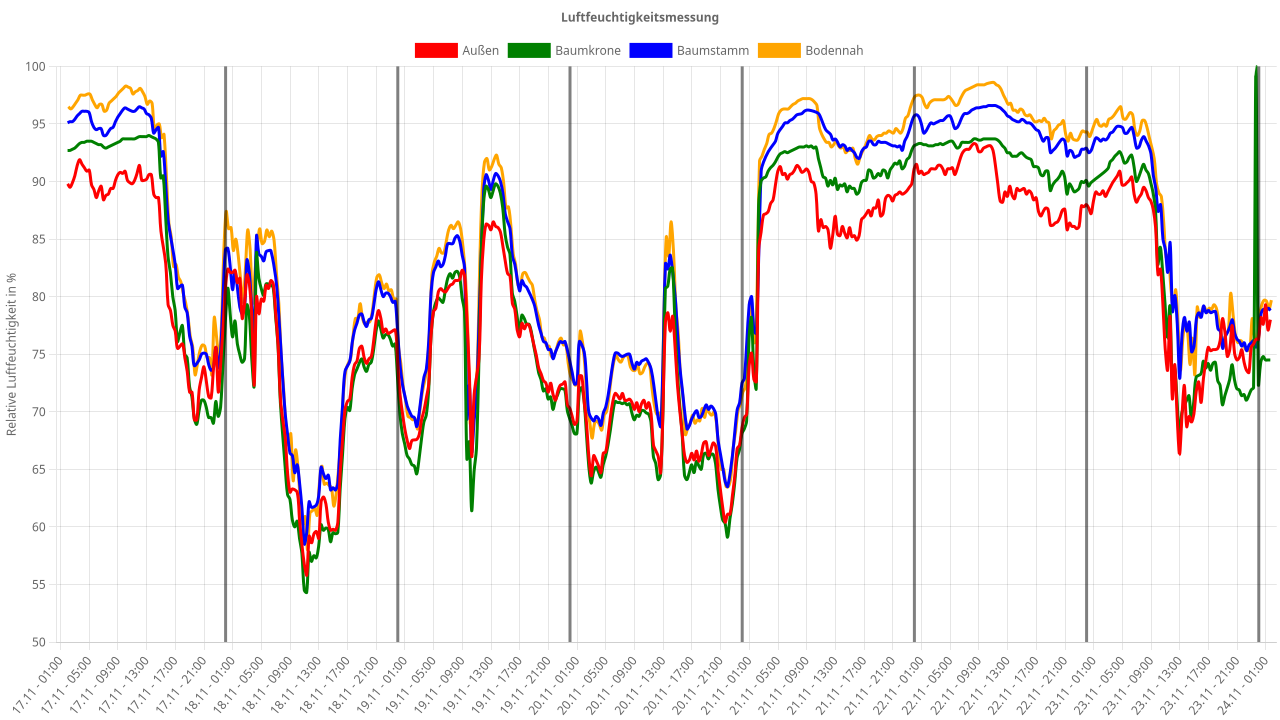 Luftfeuchtigkeitsmessung
Außen Baumkrone Baumstamm Bodennah
Relative Luftfeuchtigkeit in %
100
95
90
85
80
75
70
65
60
55
50
17.11 - 01:00
17.11 - 05:00
17.11 - 09:00
17.11 - 13:00
17.11 - 17:00
17.11 - 21:00
18.11 - 01:00
18.11 - 05:00
18.11 - 09:00
18.11 - 13:00
18.11 - 17:00
18.11 - 21:00
19.11 - 01:00
19.11 - 05:00
19.11 - 09:00
19.11 - 13:00
19.11 - 17:00
19.11 - 21:00
20.11 - 01:00
20.11 - 05:00
20.11 - 09:00
20.11 - 13:00
20.11 - 17:00
20.11 - 21:00
21.11 - 01:00
21.11 - 05:00
21.11 - 09:00
21.11 - 13:00
21.11 - 17:00
21.11 - 21:00
22.11 - 01:00
22.11 - 05:00
22.11 - 09:00
22.11 - 13:00
22.11 - 17:00
22.11 - 21:00
23.11 - 01:00
23.11 - 05:00
23.11 - 09:00
23.11 - 13:00
23.11 - 17:00
23.11 - 21:00
24.11 - 01:00